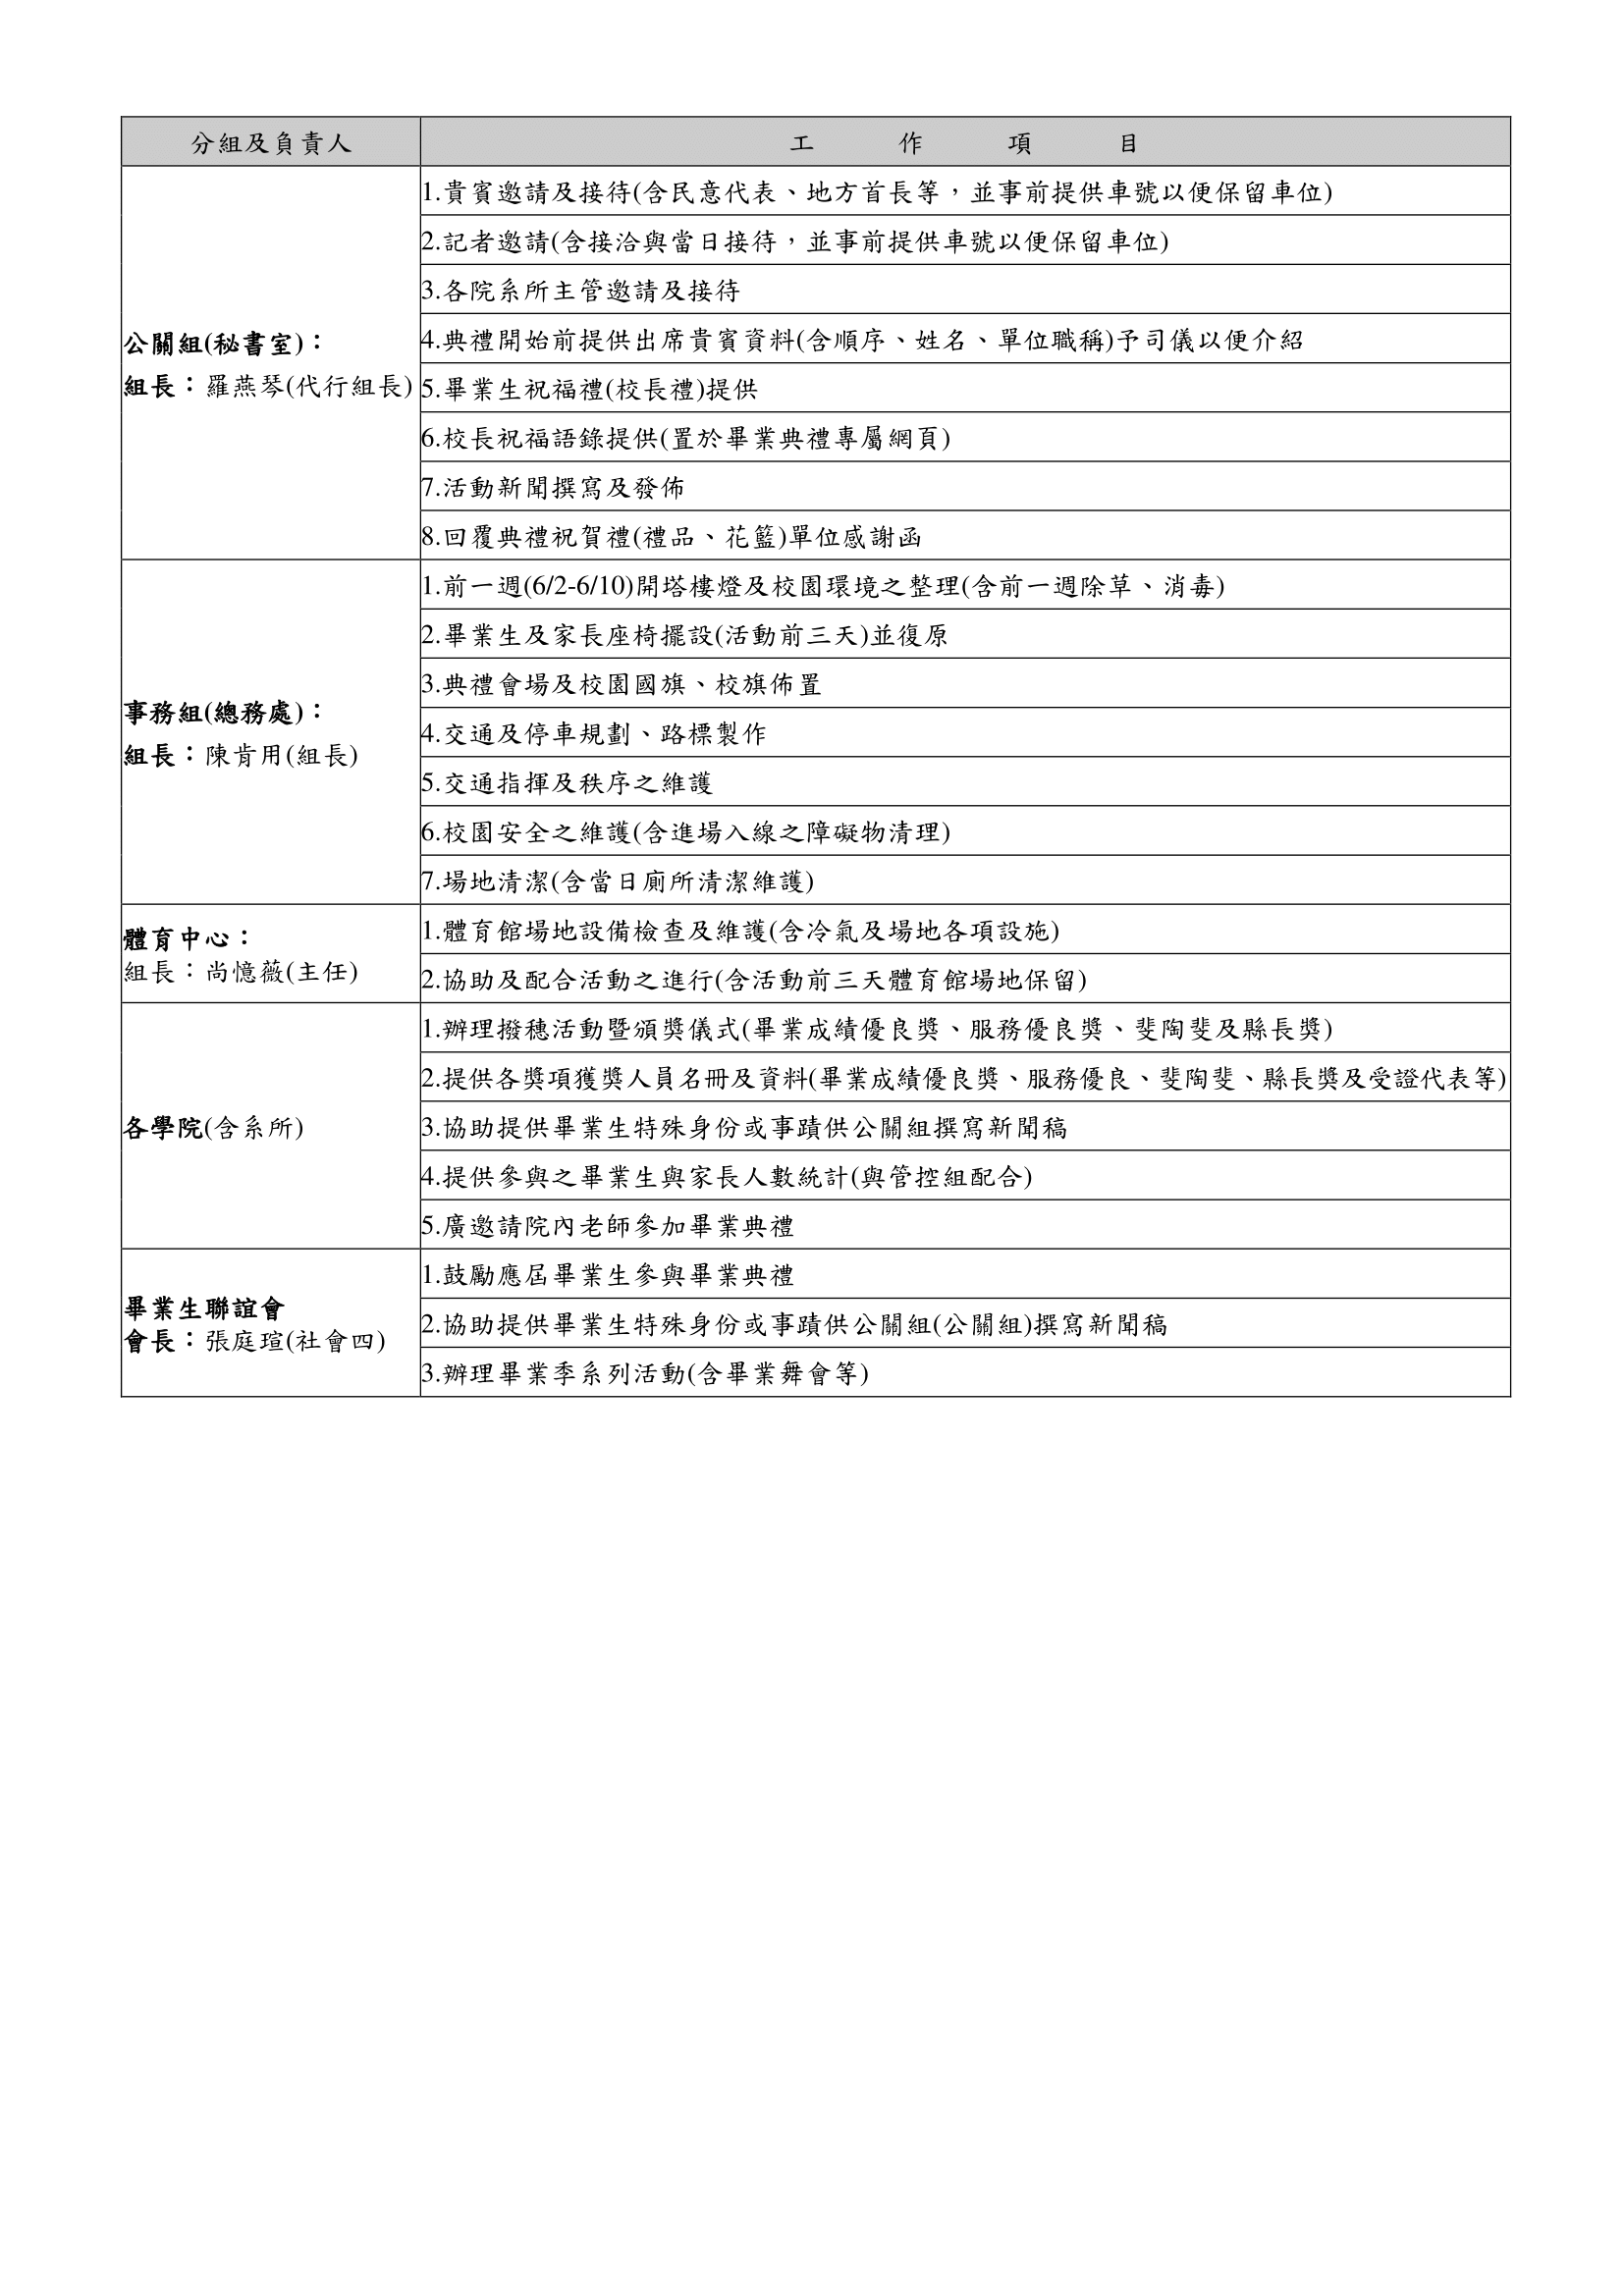 分組及負責人
工 作 項 目
公關組(秘書室)：
組長：羅燕琴(代行組長)
1.貴賓邀請及接待(含民意代表、地方首長等，並事前提供車號以便保留車位)
2.記者邀請(含接洽與當日接待，並事前提供車號以便保留車位)
3.各院系所主管邀請及接待
4.典禮開始前提供出席貴賓資料(含順序、姓名、單位職稱)予司儀以便介紹
5.畢業生祝福禮(校長禮)提供
6.校長祝福語錄提供(置於畢業典禮專屬網頁)
7.活動新聞撰寫及發佈
8.回覆典禮祝賀禮(禮品、花籃)單位感謝函
事務組(總務處)：
組長：陳肯用(組長)
1.前一週(6/2-6/10)開塔樓燈及校園環境之整理(含前一週除草、消毒)
2.畢業生及家長座椅擺設(活動前三天)並復原
3.典禮會場及校園國旗、校旗佈置
4.交通及停車規劃、路標製作
5.交通指揮及秩序之維護
6.校園安全之維護(含進場入線之障礙物清理)
7.場地清潔(含當日廁所清潔維護)
體育中心：
組長：尚憶薇(主任)
1.體育館場地設備檢查及維護(含冷氣及場地各項設施)
2.協助及配合活動之進行(含活動前三天體育館場地保留)
各學院(含系所)
1.辦理撥穗活動暨頒獎儀式(畢業成績優良獎、服務優良獎、斐陶斐及縣長獎)
2.提供各獎項獲獎人員名冊及資料(畢業成績優良獎、服務優良、斐陶斐、縣長獎及受證代表等)
3.協助提供畢業生特殊身份或事蹟供公關組撰寫新聞稿
4.提供參與之畢業生與家長人數統計(與管控組配合)
5.廣邀請院內老師參加畢業典禮
畢業生聯誼會
會長：張庭瑄(社會四)
1.鼓勵應屆畢業生參與畢業典禮
2.協助提供畢業生特殊身份或事蹟供公關組(公關組)撰寫新聞稿
3.辦理畢業季系列活動(含畢業舞會等)